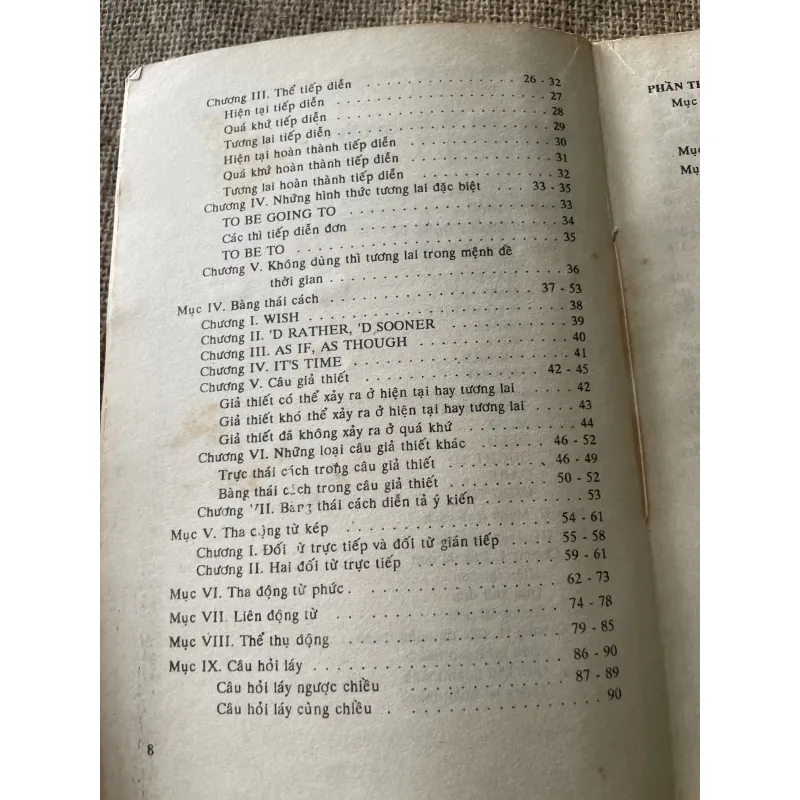 Chương III. Thể tiếp diễn . . . . . . . . . . . . . . . 26 - 32
Hiện tại tiếp diễn . . . . . . . . . . . . . . . . 27
Quá khứ tiếp diễn . . . . . . . . . . . . . . . . 28
Tương lai tiếp diễn . . . . . . . . . . . . . . . . 29
Hiện tại hoàn thành tiếp diễn . . . . . . . . . . 30
Quá khứ hoàn thành tiếp diễn . . . . . . . . . . 31
Tương lai hoàn thành tiếp diễn . . . . . . . . . . 32
Chương IV. Những hình thức tương lai đặc biệt . . . 33 - 35
TO BE GOING TO . . . . . . . . . . . . . . . . 33
Các thì tiếp diễn đơn . . . . . . . . . . . . . . . . 34
TO BE TO . . . . . . . . . . . . . . . . . . . . 35
Chương V. Không dùng thì tương lai trong mệnh đề
thời gian . . . . . . . . . . . . . . . . . . 36
Mục IV. Bàng thái cách . . . . . . . . . . . . . . . 37 - 53
Chương I. WISH . . . . . . . . . . . . . . . . . . 38
Chương II. 'D RATHER, 'D SOONER . . . . . . . . . 39
Chương III. AS IF, AS THOUGH . . . . . . . . . . . 40
Chương IV. IT'S TIME . . . . . . . . . . . . . . . . 41
Chương V. Câu giả thiết . . . . . . . . . . . . . . 42 - 45
Giả thiết có thể xảy ra ở hiện tại hay tương lai . . . . 42
Giả thiết khó thể xảy ra ở hiện tại hay tương lai . . . . 43
Giả thiết đã không xảy ra ở quá khứ . . . . . . . . 44
Chương VI. Những loại câu giả thiết khác . . . . . . 46 - 52
Trực thái cách trong câu giả thiết . . . . . . . . 46 - 49
Bàng thái cách trong câu giả thiết . . . . . . . . 50 - 52
Chương VII. Bàng thái cách diễn tả ý kiến . . . . . . . 53
Mục V. Tha động từ kép . . . . . . . . . . . . . . . 54 - 61
Chương I. Đối từ trực tiếp và đối từ gián tiếp . . . . 55 - 58
Chương II. Hai đối từ trực tiếp . . . . . . . . . . . 59 - 61
Mục VI. Tha động từ phức . . . . . . . . . . . . . . 62 - 73
Mục VII. Liên động từ . . . . . . . . . . . . . . . . 74 - 78
Mục VIII. Thể thụ động . . . . . . . . . . . . . . . 79 - 85
Mục IX. Câu hỏi láy . . . . . . . . . . . . . . . . . 86 - 90
Câu hỏi láy ngược chiều . . . . . . . . . . . . 87 - 89
Câu hỏi láy cùng chiều . . . . . . . . . . . . . . 90
8
PHẦN
Mục
Mục
Mục